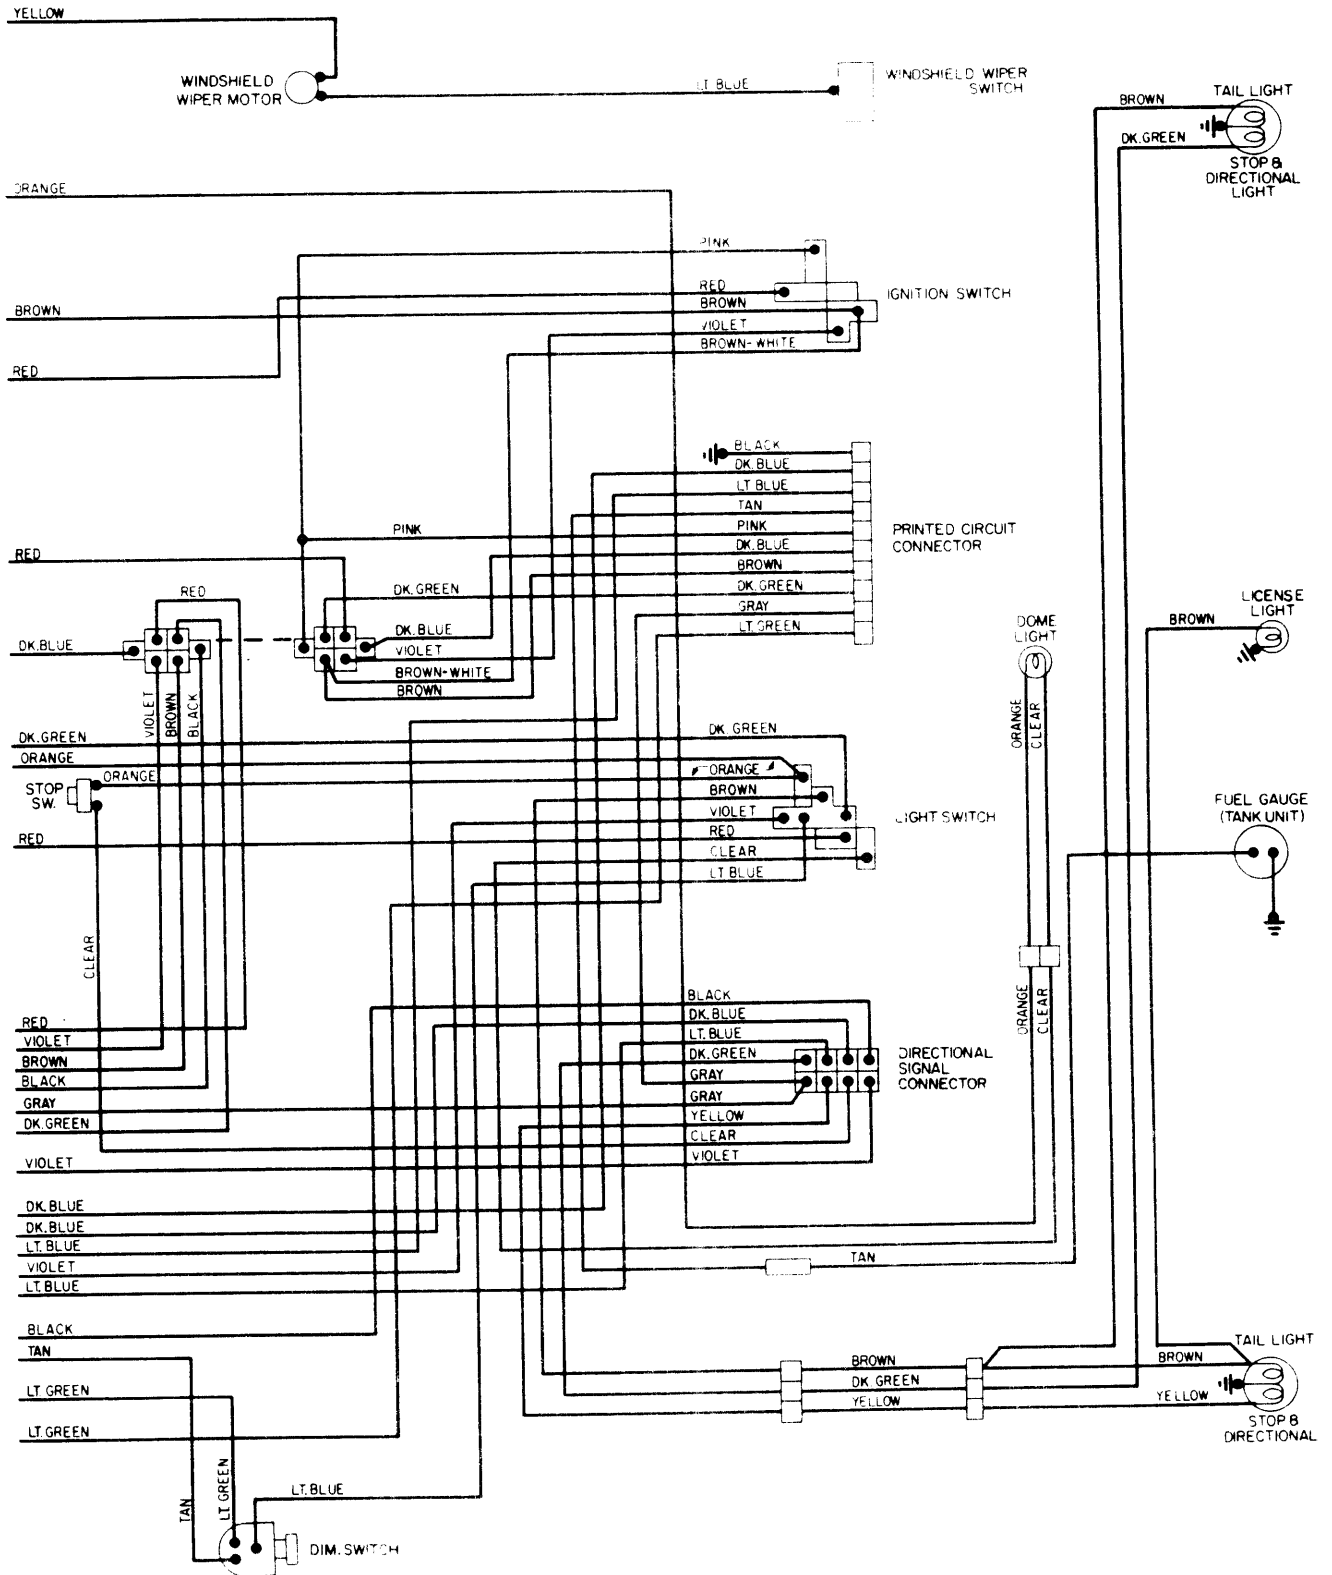 YELLOW
WINDSHIELD
WIPER MOTOR
LT BLUE
WINDSHIELD WIPER
SWITCH
BROWN
TAIL LIGHT
DK.GREEN
STOP &
DIRECTIONAL
LIGHT
ORANGE
PINK
RED
BROWN
IGNITION SWITCH
VIOLET
BROWN-WHITE
BROWN
RED
BLACK
DK.BLUE
LT BLUE
TAN
PINK
DK.BLUE
BROWN
DK.GREEN
GRAY
LT.GREEN
PRINTED CIRCUIT
CONNECTOR
PINK
RED
RED
DK.GREEN
DK.BLUE
DK.BLUE
VIOLET
BROWN-WHITE
BROWN
VIOLET
BROWN
BLACK
DOME
LIGHT
LICENSE
LIGHT
BROWN
ORANGE
CLEAR
DK.GREEN
ORANGE
ORANGE
STOP
SW.
RED
DK GREEN
ORANGE
BROWN
VIOLET
RED
CLEAR
LT BLUE
LIGHT SWITCH
FUEL GAUGE
(TANK UNIT)
CLEAR
ORANGE
CLEAR
RED
VIOLET
BROWN
BLACK
GRAY
DK.GREEN
VIOLET
BLACK
DK.BLUE
LT.BLUE
DK.GREEN
GRAY
GRAY
YELLOW
CLEAR
VIOLET
DIRECTIONAL
SIGNAL
CONNECTOR
DK.BLUE
DK.BLUE
LT.BLUE
VIOLET
LT.BLUE
TAN
BLACK
TAN
LT.GREEN
LT.GREEN
BROWN
DK.GREEN
YELLOW
TAIL LIGHT
BROWN
YELLOW
STOP &
DIRECTIONAL
TAN
LT.GREEN
LT.BLUE
DIM. SWITCH